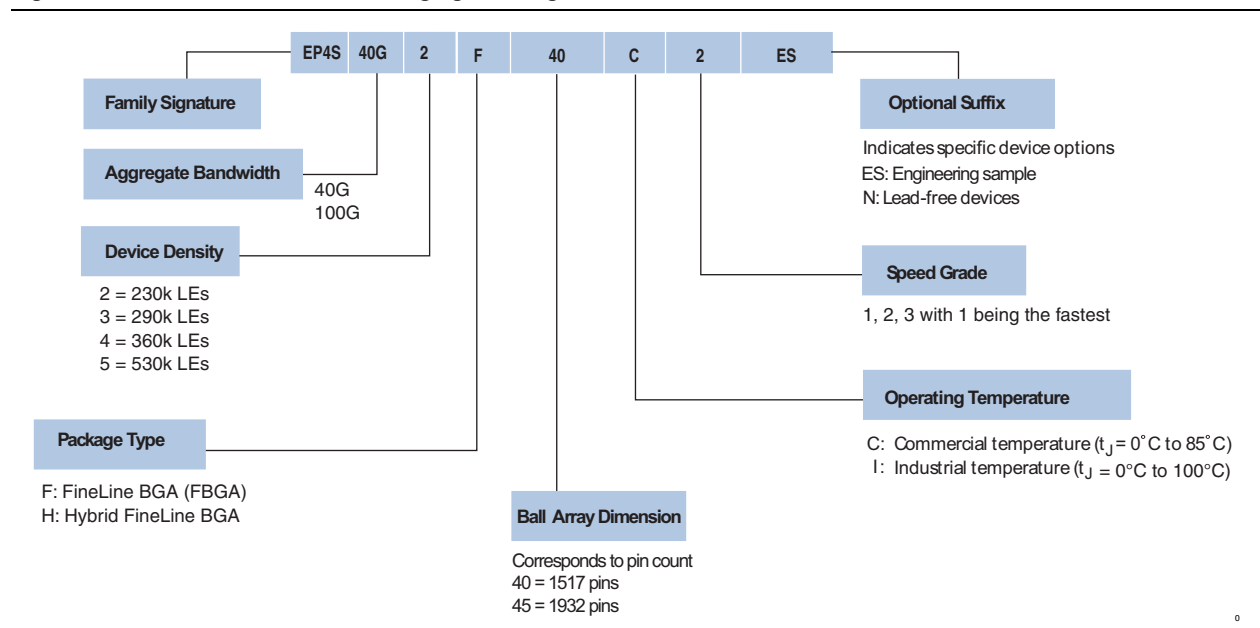 EP4S 40G 2 F 40 C 2 ES
Family Signature
Optional Suffix
Indicates specific device options
ES: Engineering sample
N: Lead-free devices
Aggregate Bandwidth
40G
100G
Device Density
2 = 230k LEs
3 = 290k LEs
4 = 360k LEs
5 = 530k LEs
Speed Grade
1, 2, 3 with 1 being the fastest
Operating Temperature
C: Commercial temperature (tJ = 0˚C to 85˚C)
I: Industrial temperature (tJ = 0°C to 100°C)
Package Type
F: FineLine BGA (FBGA)
H: Hybrid FineLine BGA
Ball Array Dimension
Corresponds to pin count
40 = 1517 pins
45 = 1932 pins